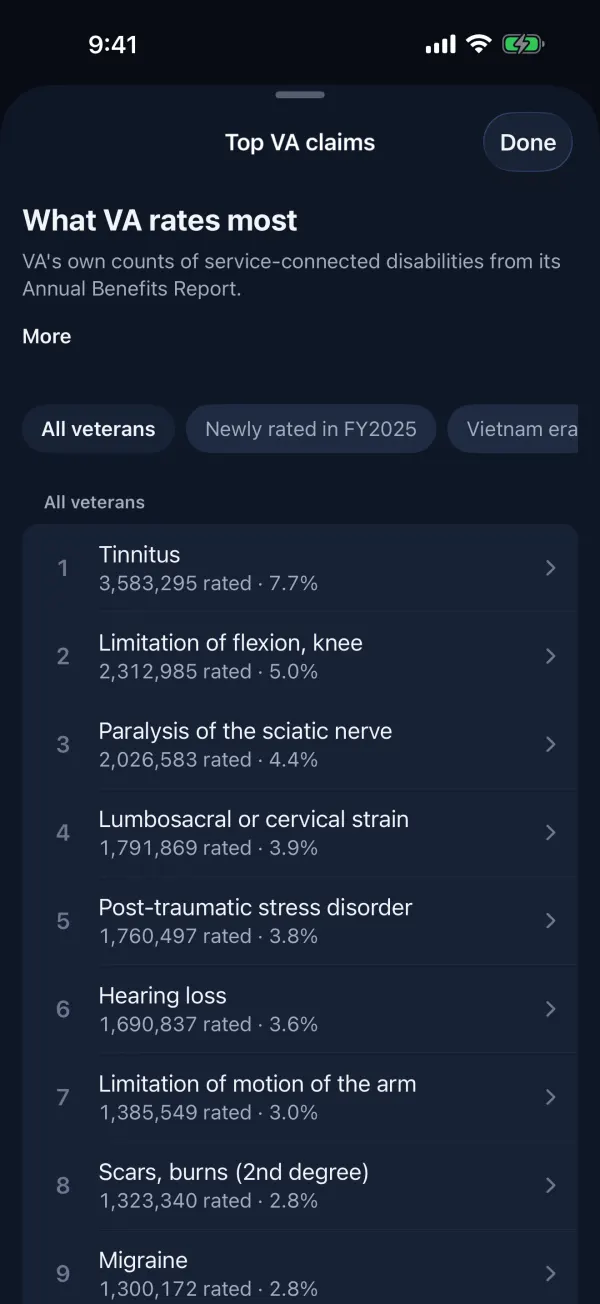 9:41
Top VA claims
Done
What VA rates most
VA's own counts of service-connected disabilities from its
Annual Benefits Report.
More
All veterans
Newly rated in FY2025
Vietnam era
All veterans
1
Tinnitus
3,583,295 rated · 7.7%
2
Limitation of flexion, knee
2,312,985 rated · 5.0%
3
Paralysis of the sciatic nerve
2,026,583 rated · 4.4%
4
Lumbosacral or cervical strain
1,791,869 rated · 3.9%
5
Post-traumatic stress disorder
1,760,497 rated · 3.8%
6
Hearing loss
1,690,837 rated · 3.6%
7
Limitation of motion of the arm
1,385,549 rated · 3.0%
8
Scars, burns (2nd degree)
1,323,340 rated · 2.8%
9
Migraine
1,300,172 rated · 2.8%